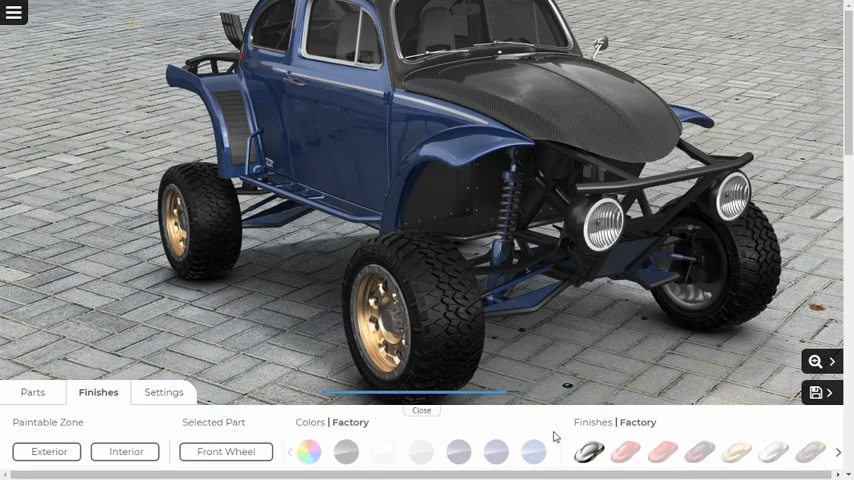 Parts
Finishes
Settings
Close
Paintable Zone
Selected Part
Colors | Factory
Finishes | Factory
Exterior
Interior
Front Wheel